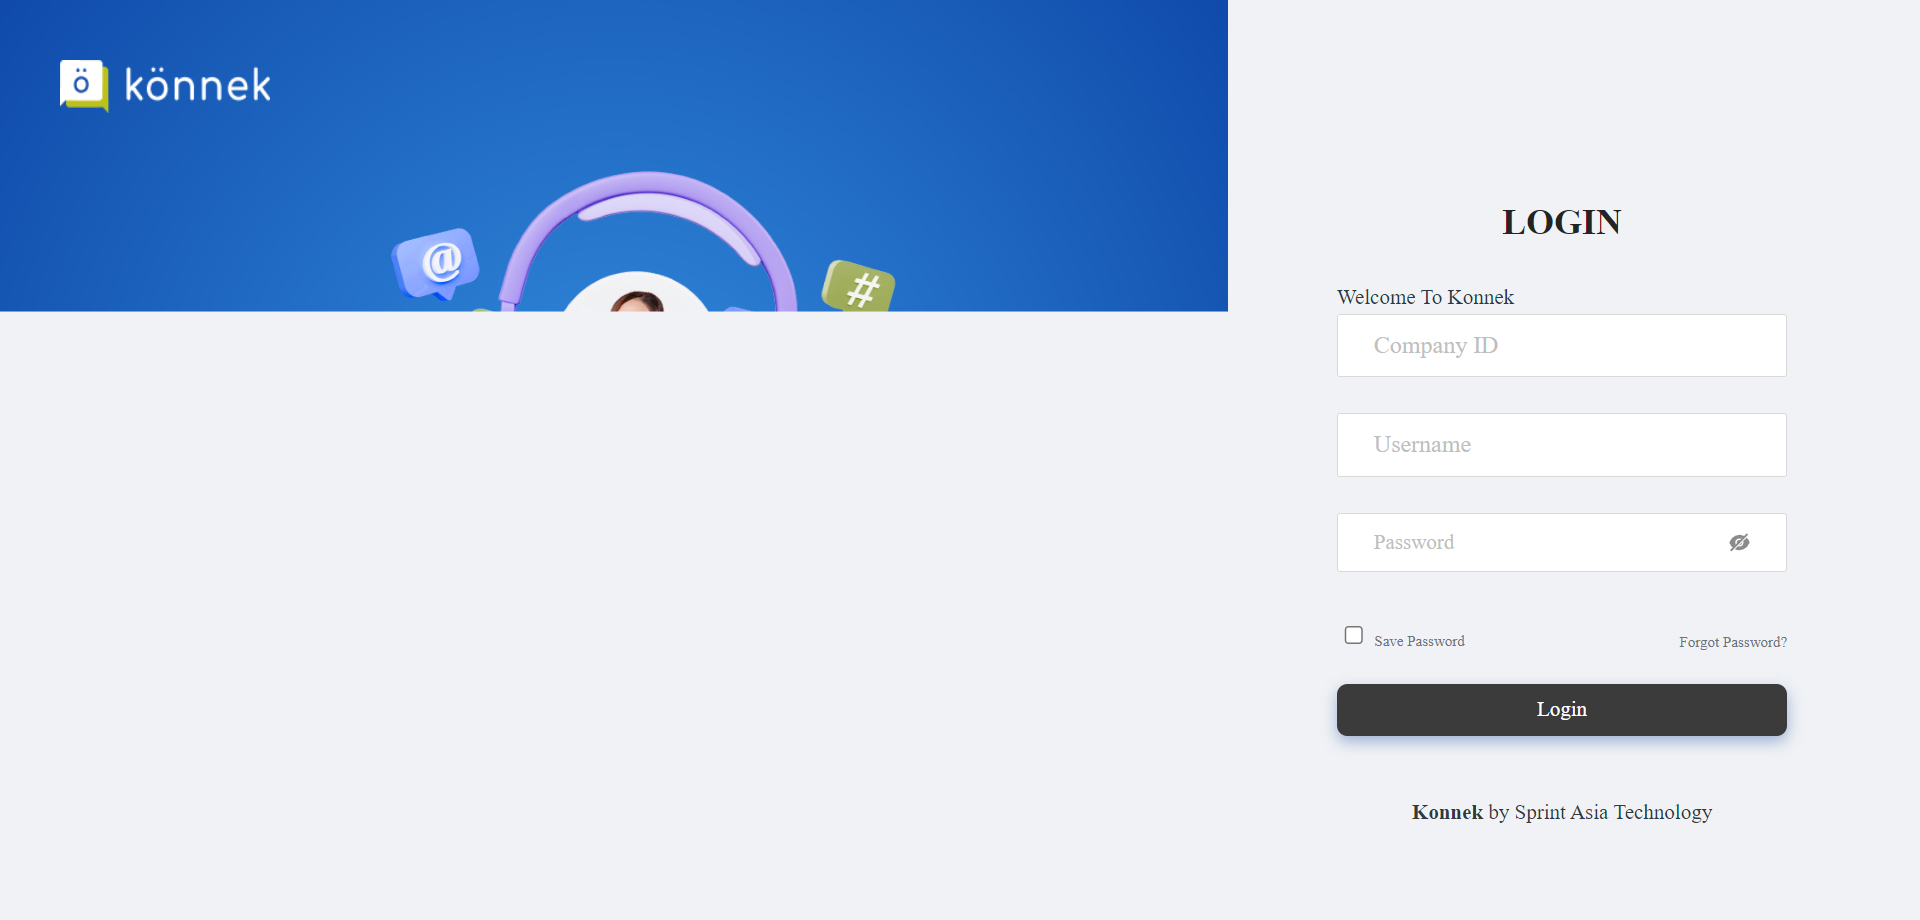 ö könnek
@
#
LOGIN
Welcome To Konnek
Company ID
Username
Password
Save Password
Forgot Password?
Login
Konnek by Sprint Asia Technology